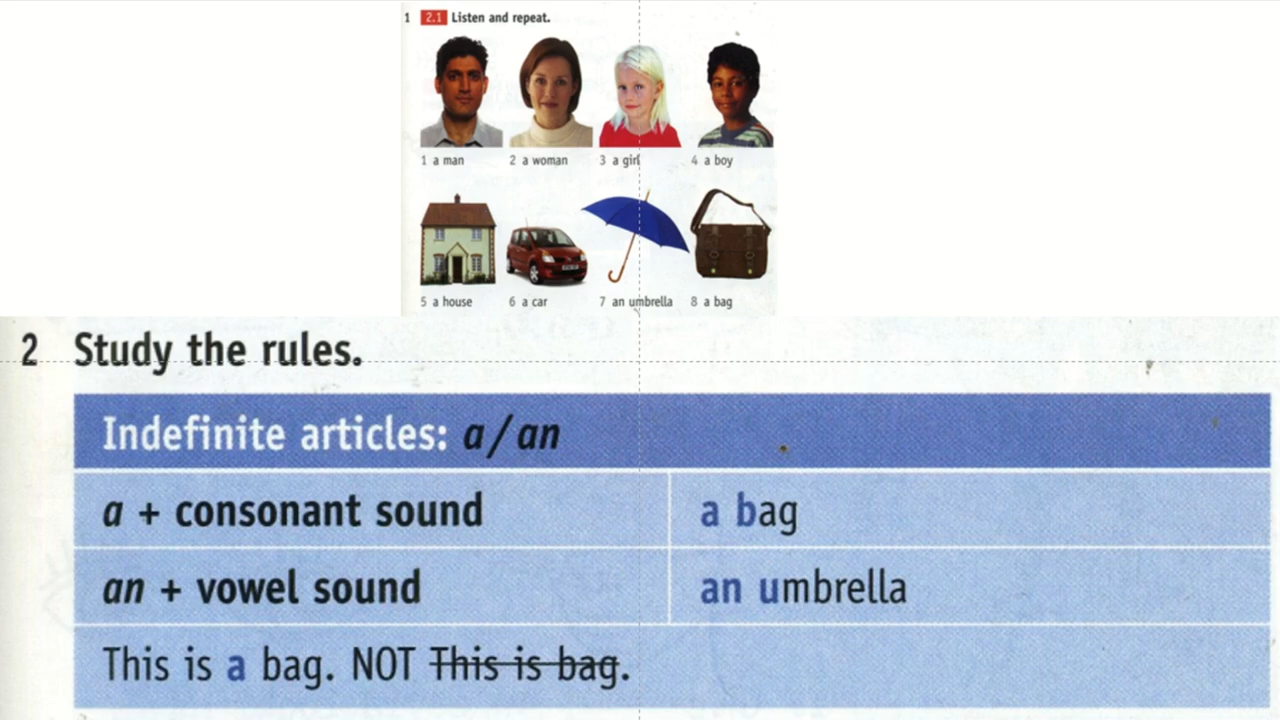 1 2.1 Listen and repeat.
1 a man 2 a woman 3 a girl 4 a boy
5 a house 6 a car 7 an umbrella 8 a bag
2 Study the rules.
Indefinite articles: a/an
a + consonant sound a bag
an + vowel sound an umbrella
This is a bag. NOT This is bag.